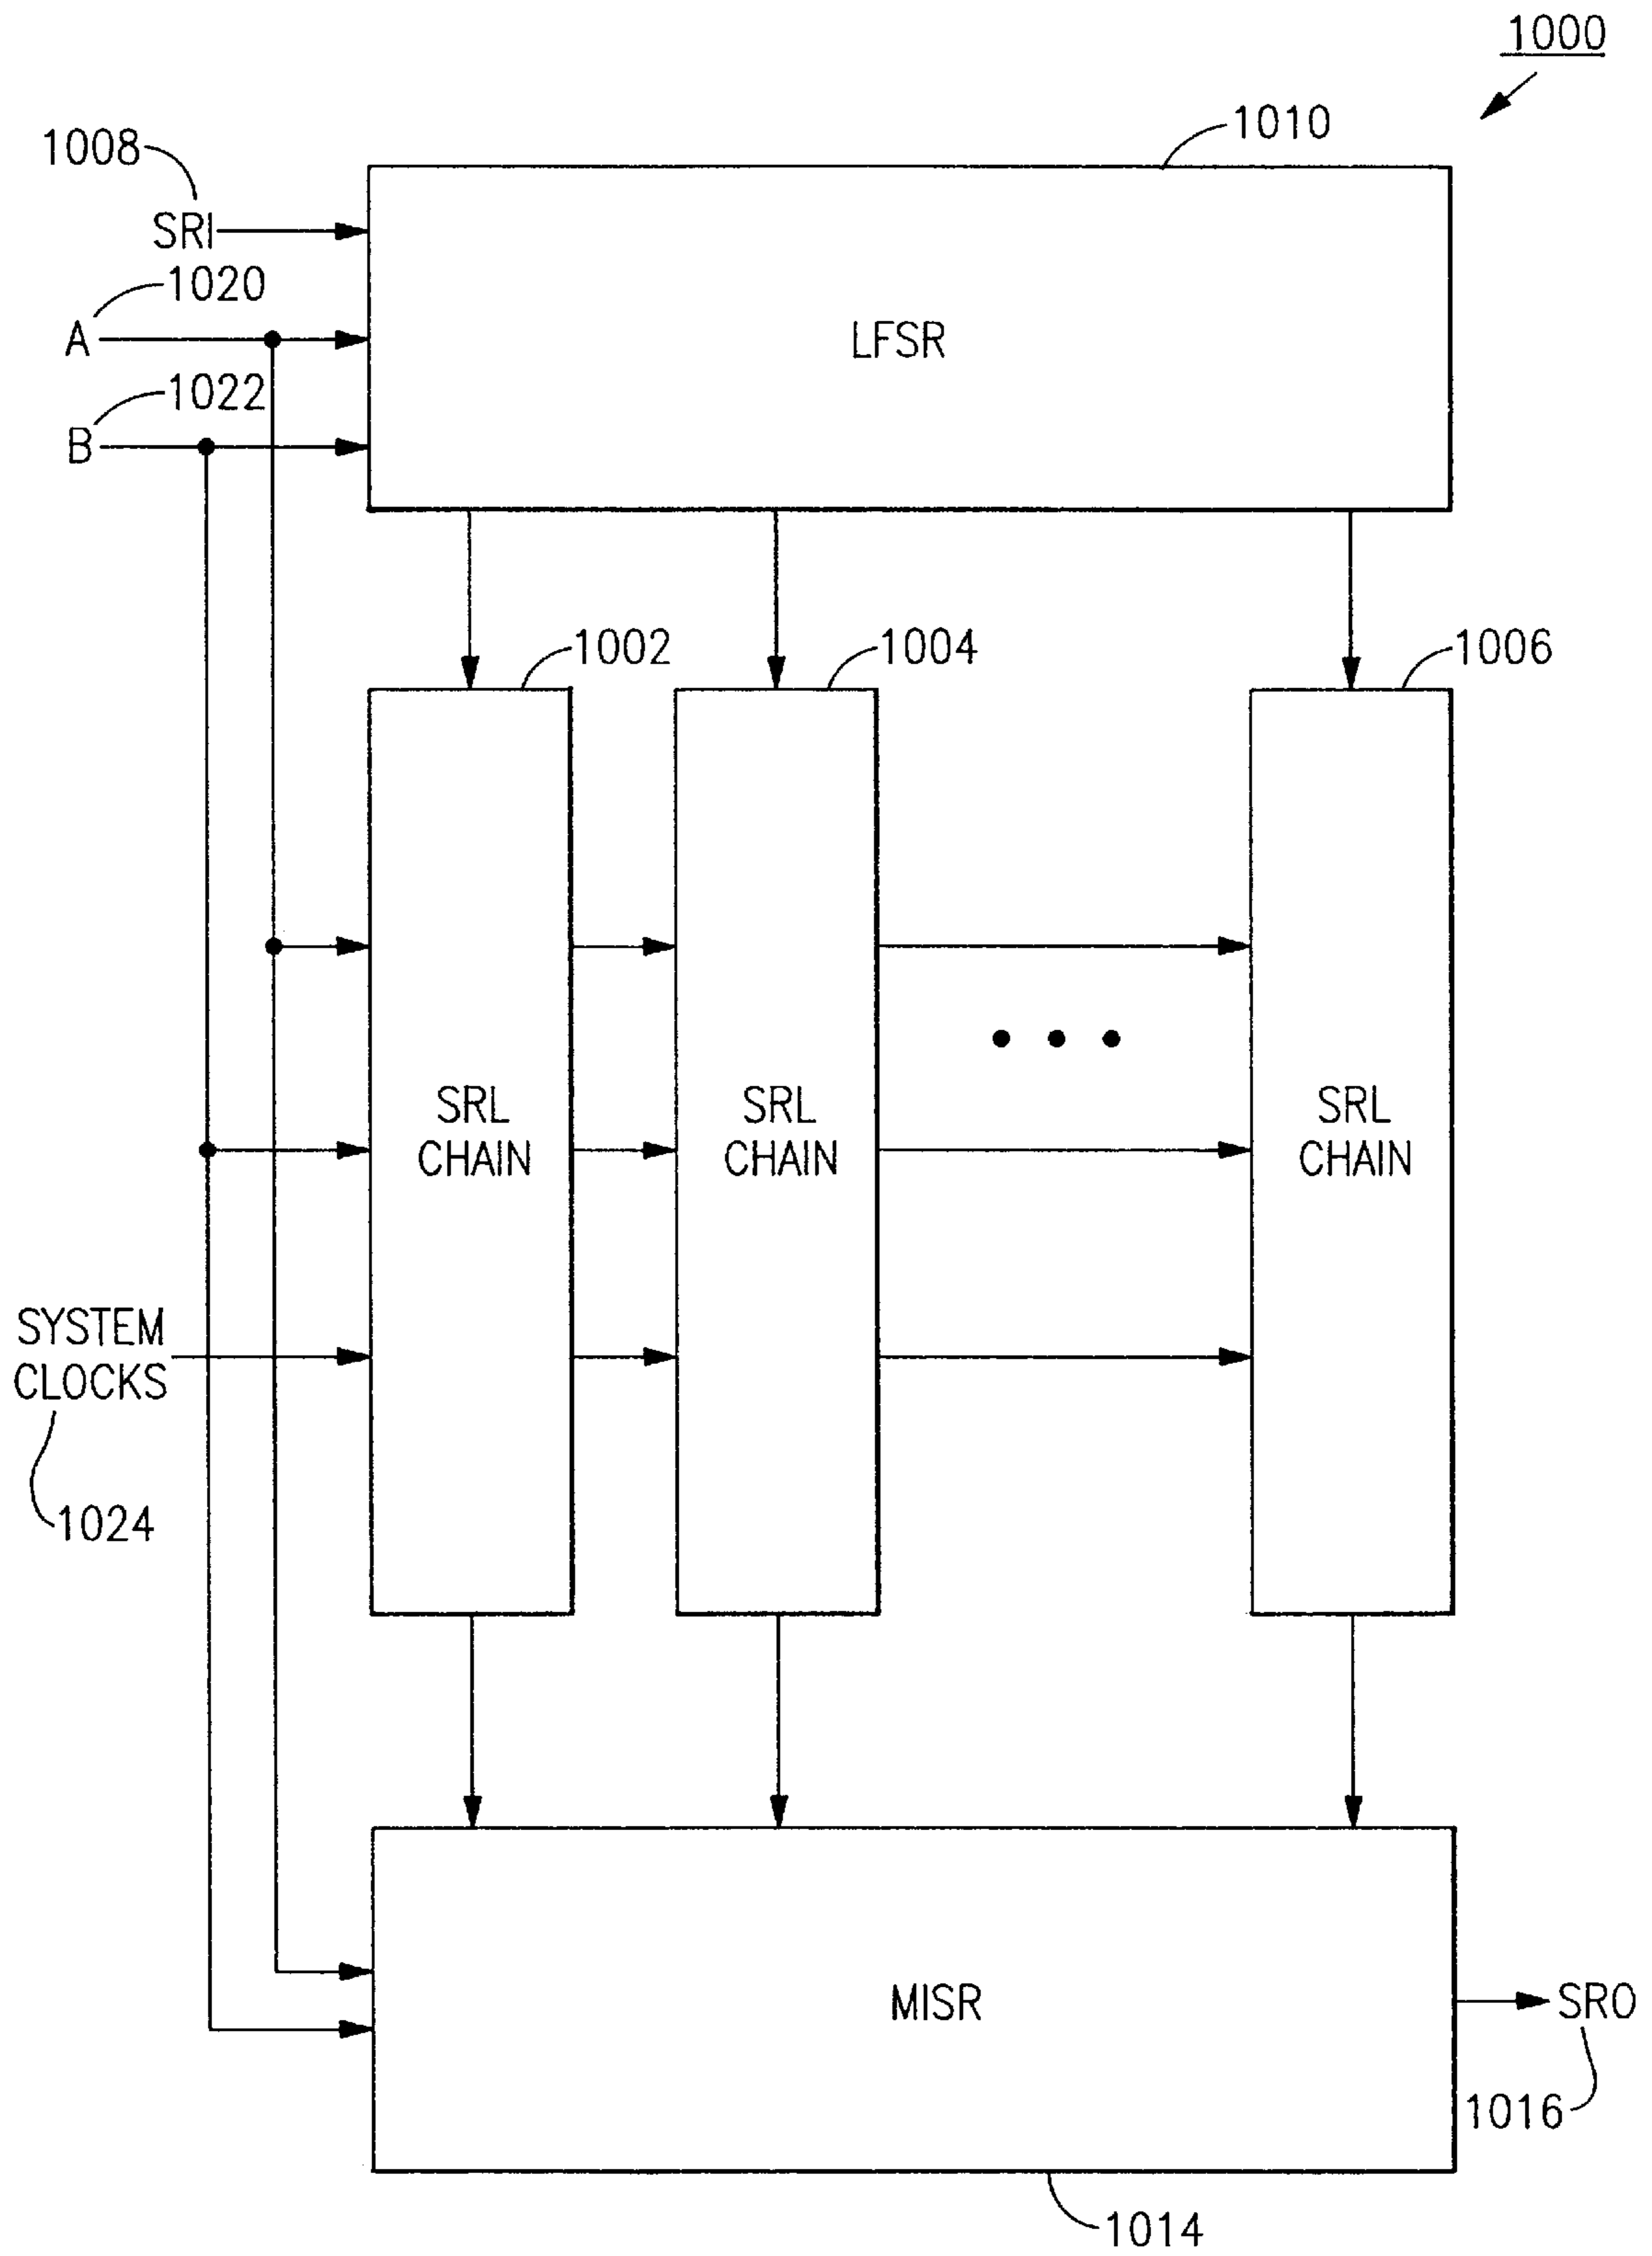 1000
1010
1008
SRI
1020
A
LFSR
1022
B
1002
1004
1006
SRL
CHAIN
SRL
CHAIN
SRL
CHAIN
SYSTEM
CLOCKS
1024
MISR
SRO
1016
1014